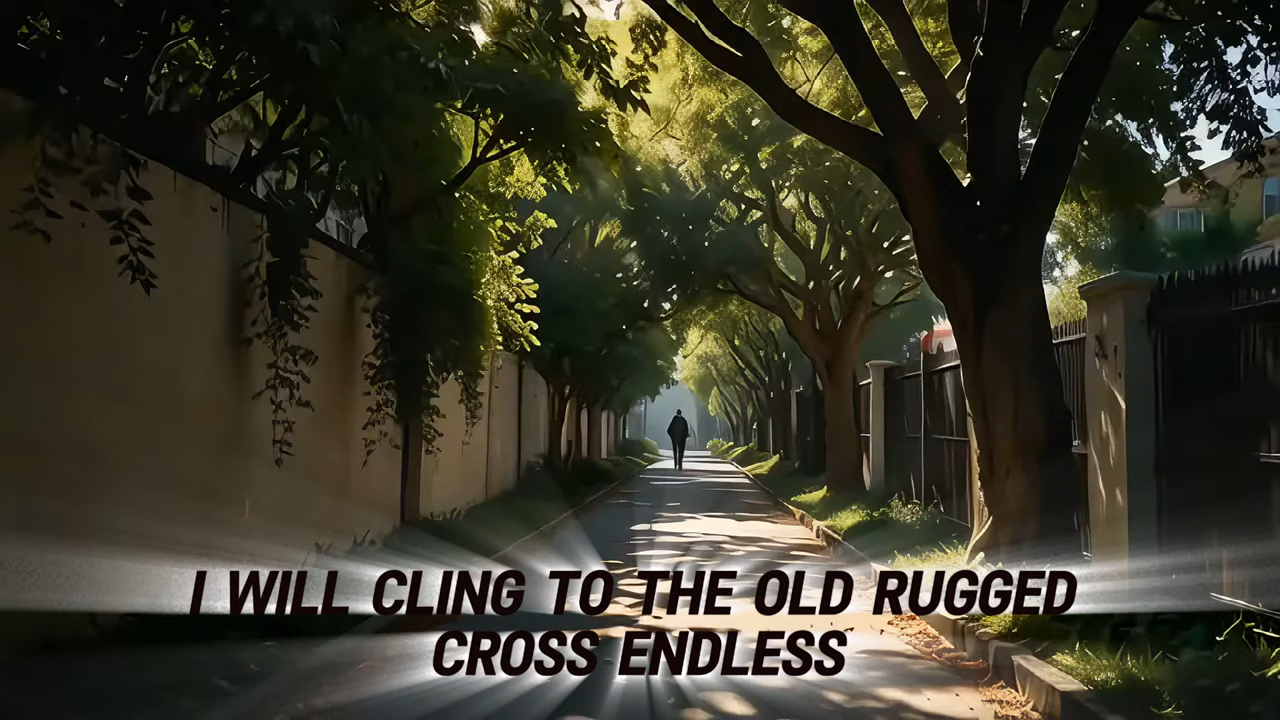 I WILL CLING TO THE OLD RUGGED
CROSS ENDLESS